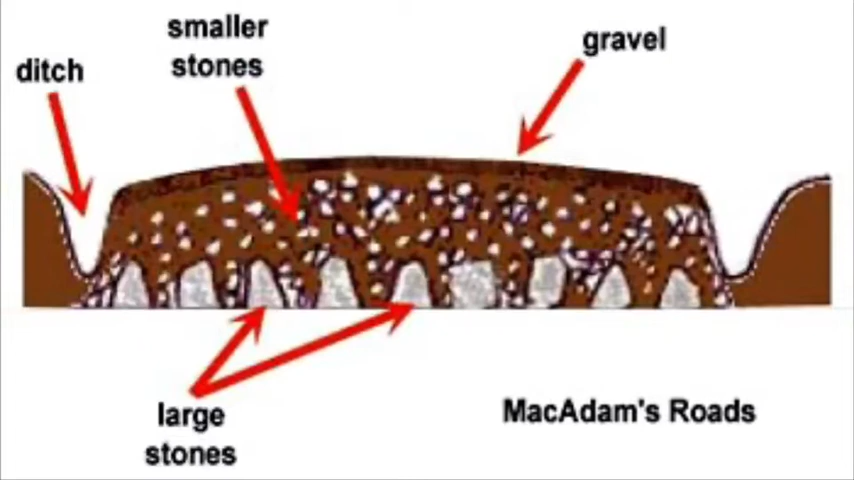 smaller
stones
gravel
ditch
large
stones
MacAdam's Roads